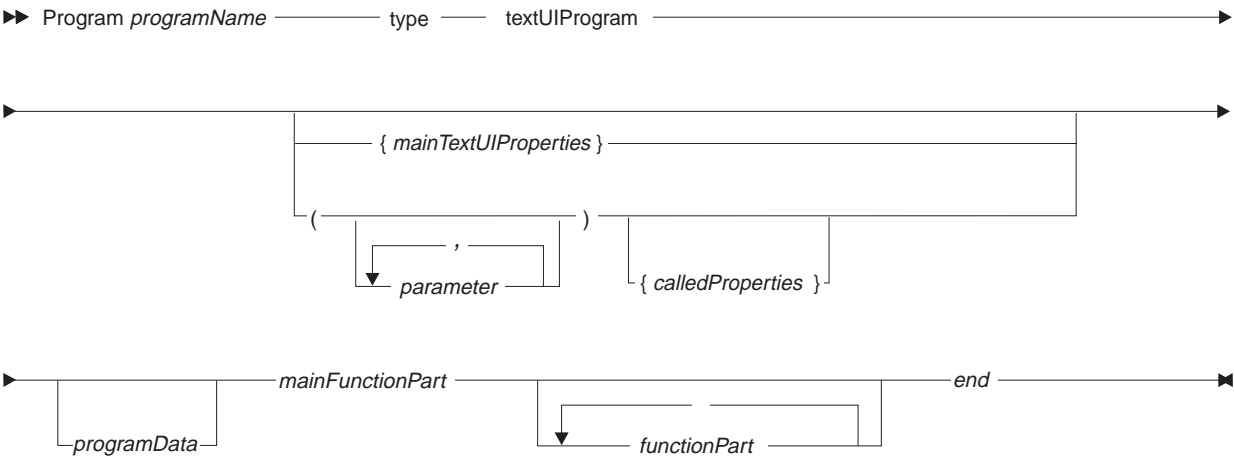 Program programName type textUIProgram
{ mainTextUIProperties }
( )
,
parameter { calledProperties }
mainFunctionPart end
programData functionPart